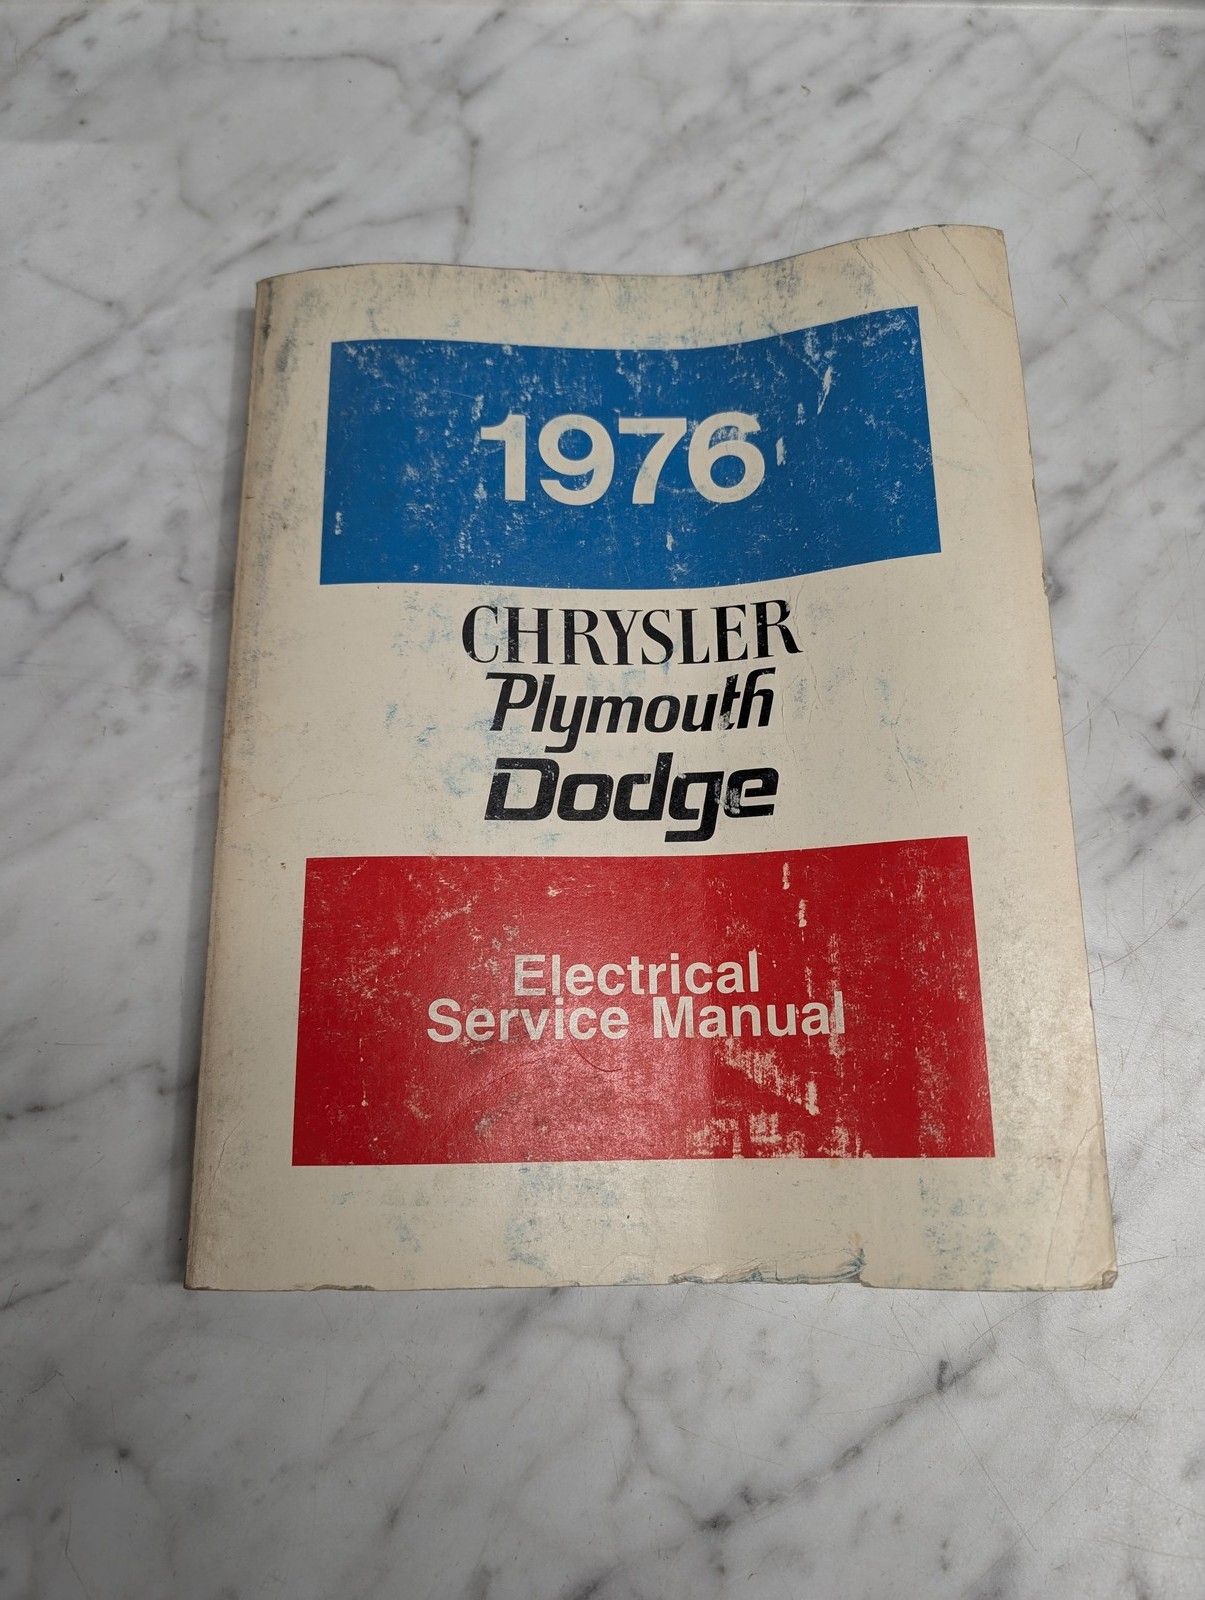 1976
CHRYSLER
Plymouth
Dodge
Electrical
Service Manual